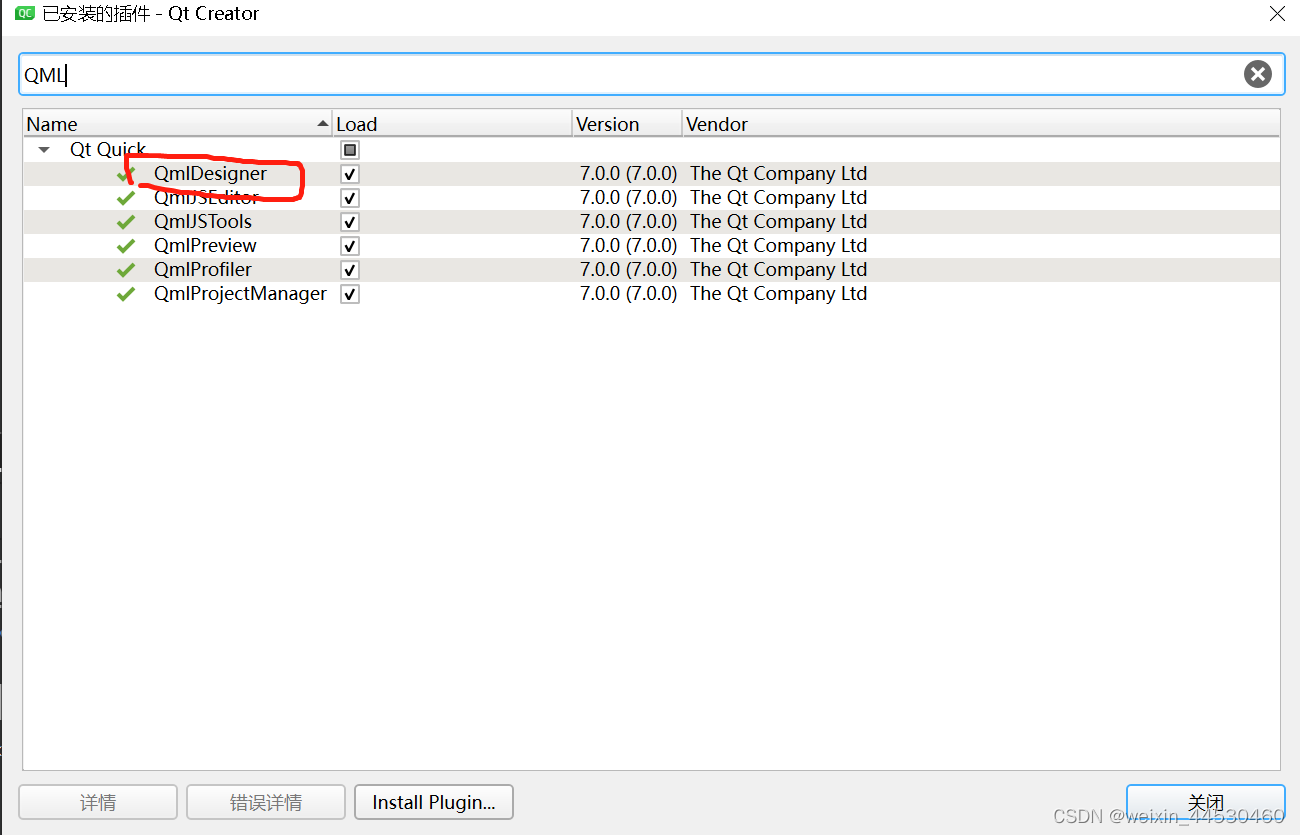 QC 已安装的插件 - Qt Creator
QML
Name Load Version Vendor
Qt Quick
QmlDesigner 7.0.0 (7.0.0) The Qt Company Ltd
QmlJSEditor 7.0.0 (7.0.0) The Qt Company Ltd
QmlJSTools 7.0.0 (7.0.0) The Qt Company Ltd
QmlPreview 7.0.0 (7.0.0) The Qt Company Ltd
QmlProfiler 7.0.0 (7.0.0) The Qt Company Ltd
QmlProjectManager 7.0.0 (7.0.0) The Qt Company Ltd
详情 错误详情 Install Plugin... 关闭
CSDN @weixin_44530460